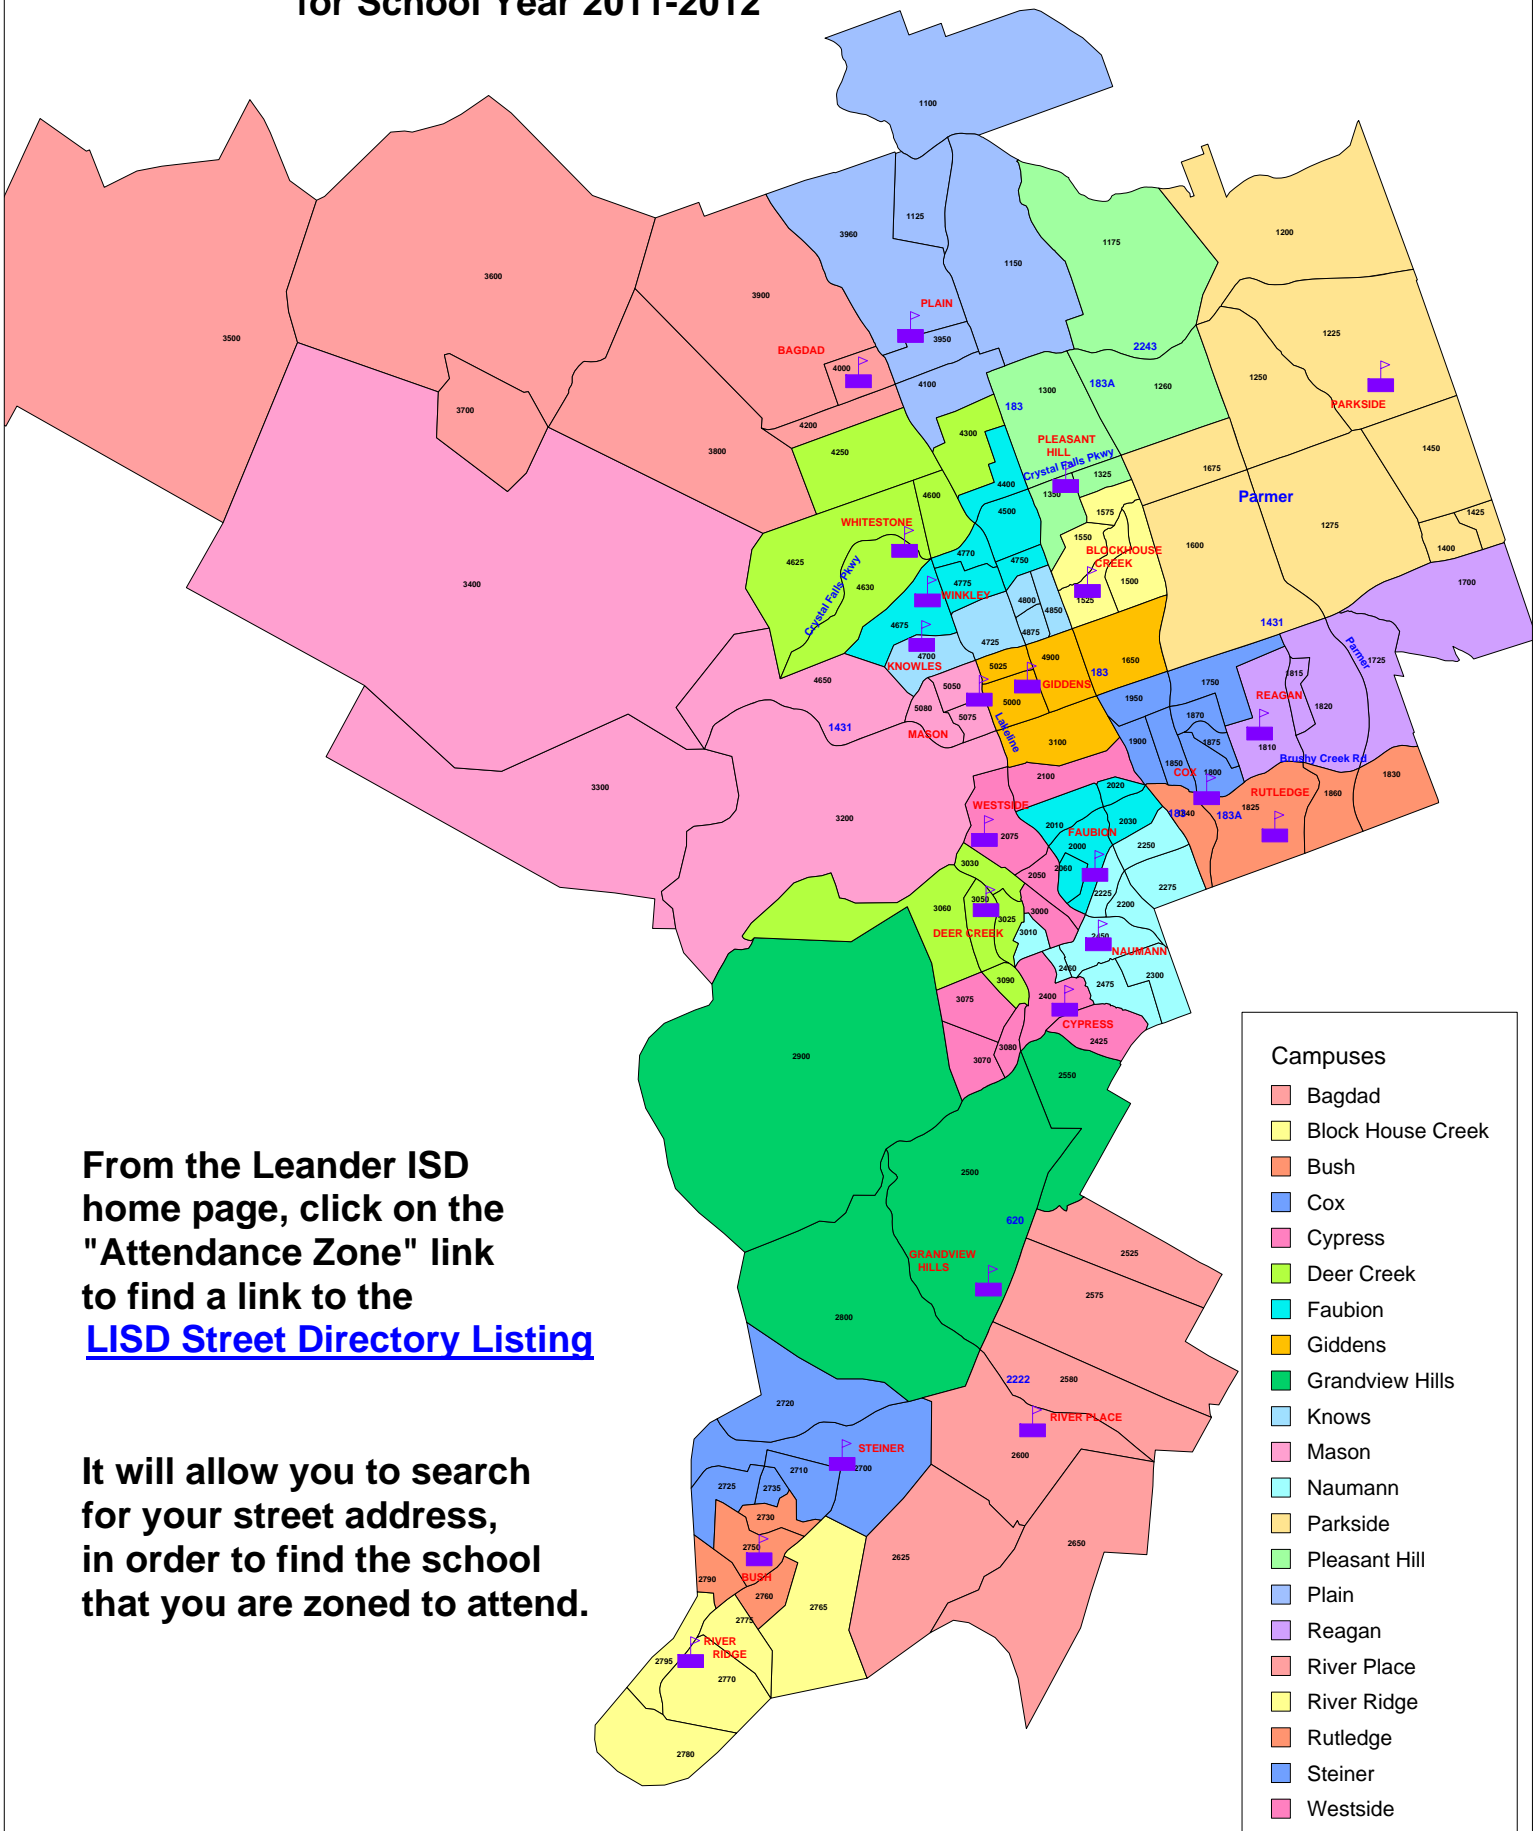 for School Year 2011-2012
1100
1125
3960
1150
1175
1200
3600
3900
3500
PLAIN
1225
3950
2243
BAGDAD
4000
4100
1300
183A
1260
1250
PARKSIDE
183
3700
4200
4300
3800
4250
PLEASANT
HILL
Crystal Falls Pkwy
1450
1675
1325
4400
4600
1350
Parmer
4500
1575
1425
WHITESTONE
1275
1550
1600
BLOCKHOUSE
CREEK
1400
4770
4750
4625
4630
Crystal Falls Pkwy
4775
WINKLEY
1500
1525
1700
3400
4800
4850
4675
4875
4725
1431
4700
KNOWLES
4900
1650
Parmer
1725
5025
183
1815
4650
5050
GIDDENS
1750
REAGAN
1950
5000
5080
5075
1820
1870
Lakeline
1431
MASON
3100
1900
1875
1810
Brushy Creek Rd
1850
COX
1800
2100
1830
3300
2020
RUTLEDGE
1860
WESTSIDE
1825
183
183A
3200
2010
2030
FAUBION
2075
2000
2250
3030
2060
2050
2275
2225
3050
2200
3060
3000
3025
DEER CREEK
3010
2450
NAUMANN
2460
2300
3090
2475
3075
2400
CYPRESS
2425
3080
3070
2900
2550
2500
620
GRANDVIEW
HILLS
2525
2575
2800
2222
2580
2720
RIVER PLACE
STEINER
2600
2710
2700
2725
2735
2730
2750
2625
2650
BUSH
2790
2760
2765
2775
RIVER
RIDGE
2795
2770
2780
From the Leander ISD
home page, click on the
"Attendance Zone" link
to find a link to the
LISD Street Directory Listing
It will allow you to search
for your street address,
in order to find the school
that you are zoned to attend.
Campuses
Bagdad
Block House Creek
Bush
Cox
Cypress
Deer Creek
Faubion
Giddens
Grandview Hills
Knows
Mason
Naumann
Parkside
Pleasant Hill
Plain
Reagan
River Place
River Ridge
Rutledge
Steiner
Westside